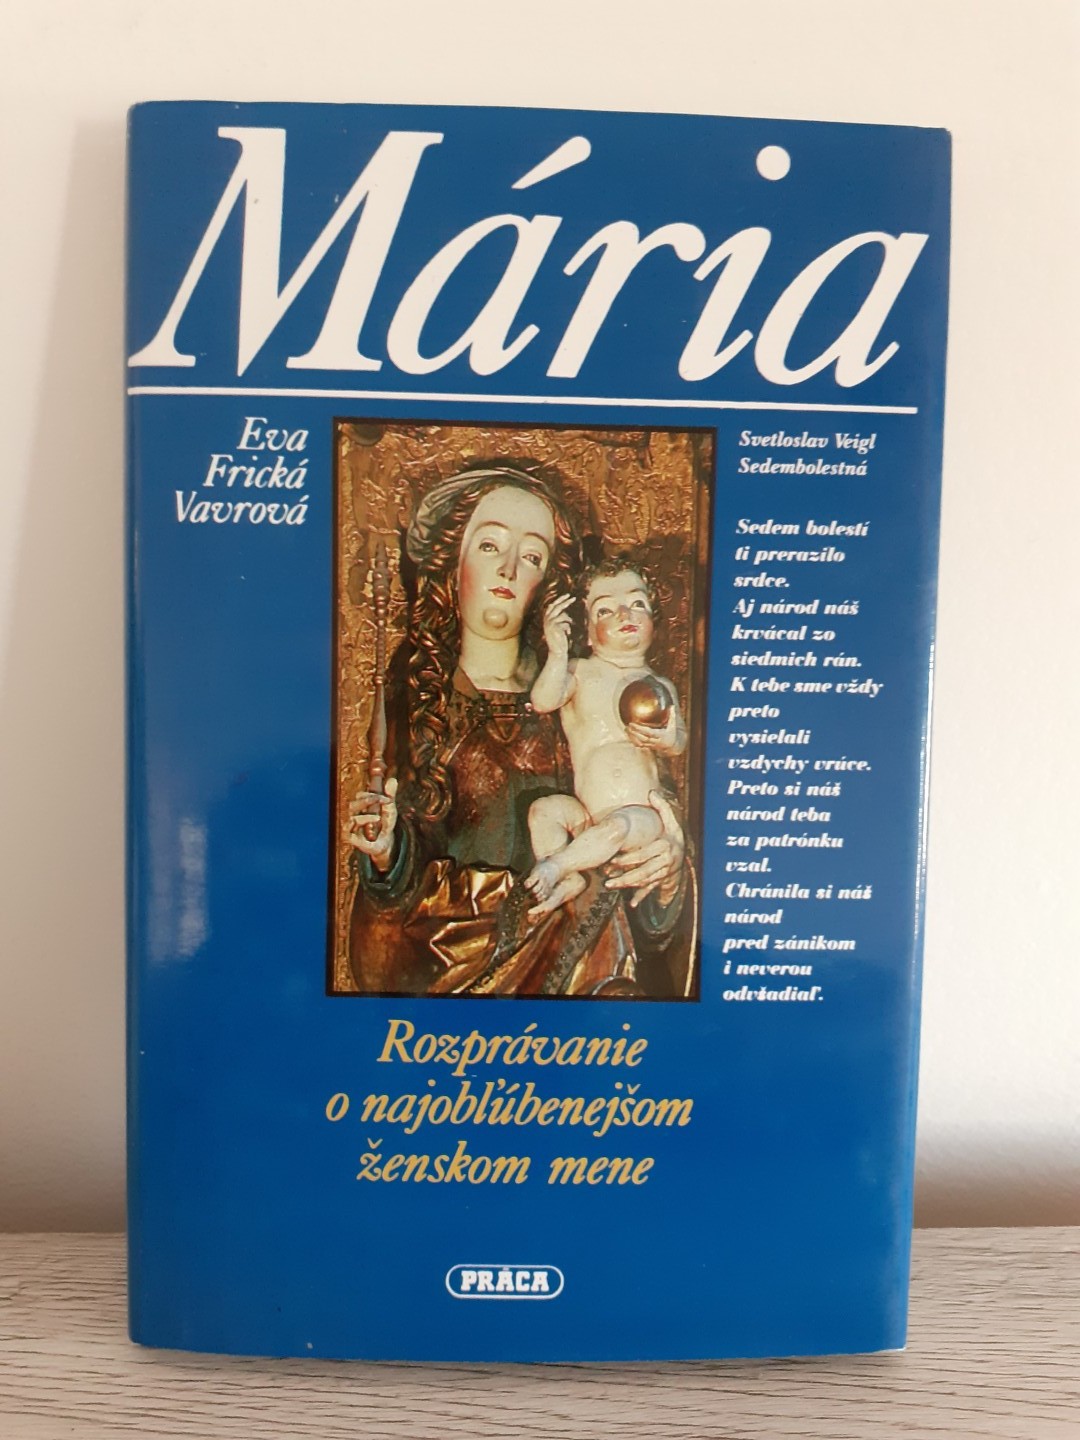 Mária
Eva
Frická
Vavrová
Svetloslav Veigl
Sedembolestná
Sedem bolestí
ti prerazilo
srdce.
Aj národ náš
krvácal zo
siedmich rán.
K tebe sme vždy
preto
vysielali
vzdychy vrúce.
Preto si náš
národ teba
za patrónku
vzal.
Chránila si náš
národ
pred zánikom
i neverou
odvšadiaľ.
Rozprávanie
o najobľúbenejšom
ženskom mene
PRÁCA